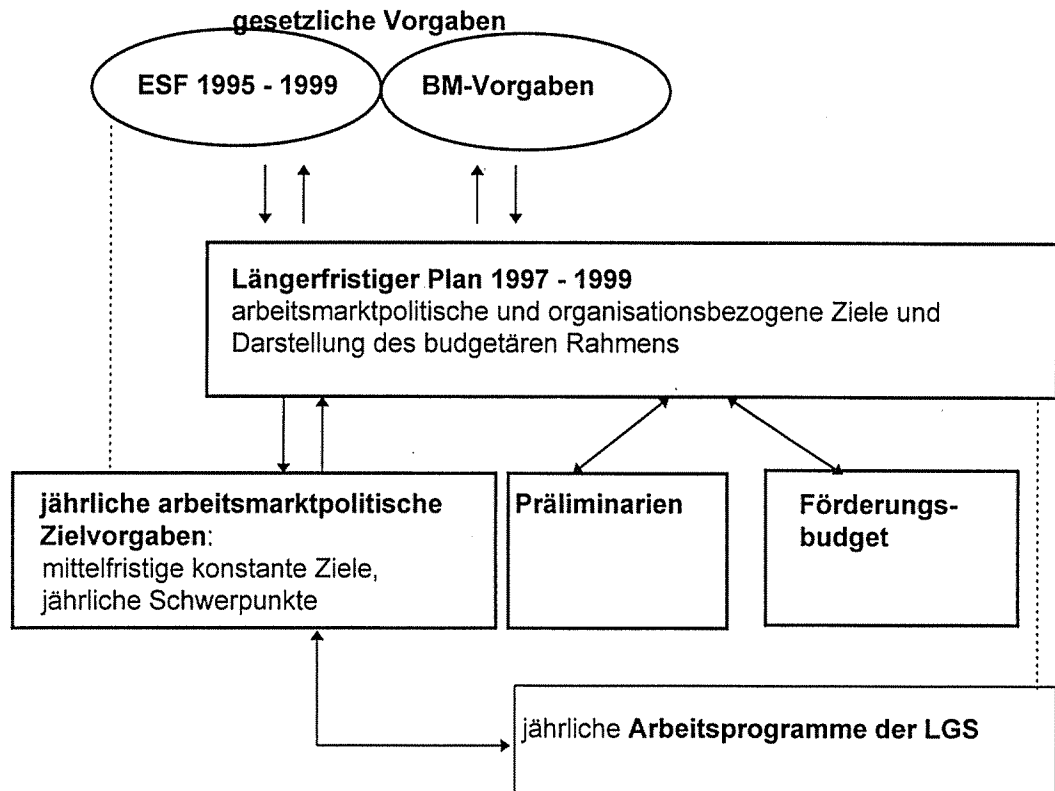 gesetzliche Vorgaben
ESF 1995 - 1999
BM-Vorgaben
Längerfristiger Plan 1997 - 1999
arbeitsmarktpolitische und organisationsbezogene Ziele und
Darstellung des budgetären Rahmens
jährliche arbeitsmarktpolitische
Zielvorgaben:
mittelfristige konstante Ziele,
jährliche Schwerpunkte
Präliminarien
Förderungs-
budget
jährliche Arbeitsprogramme der LGS